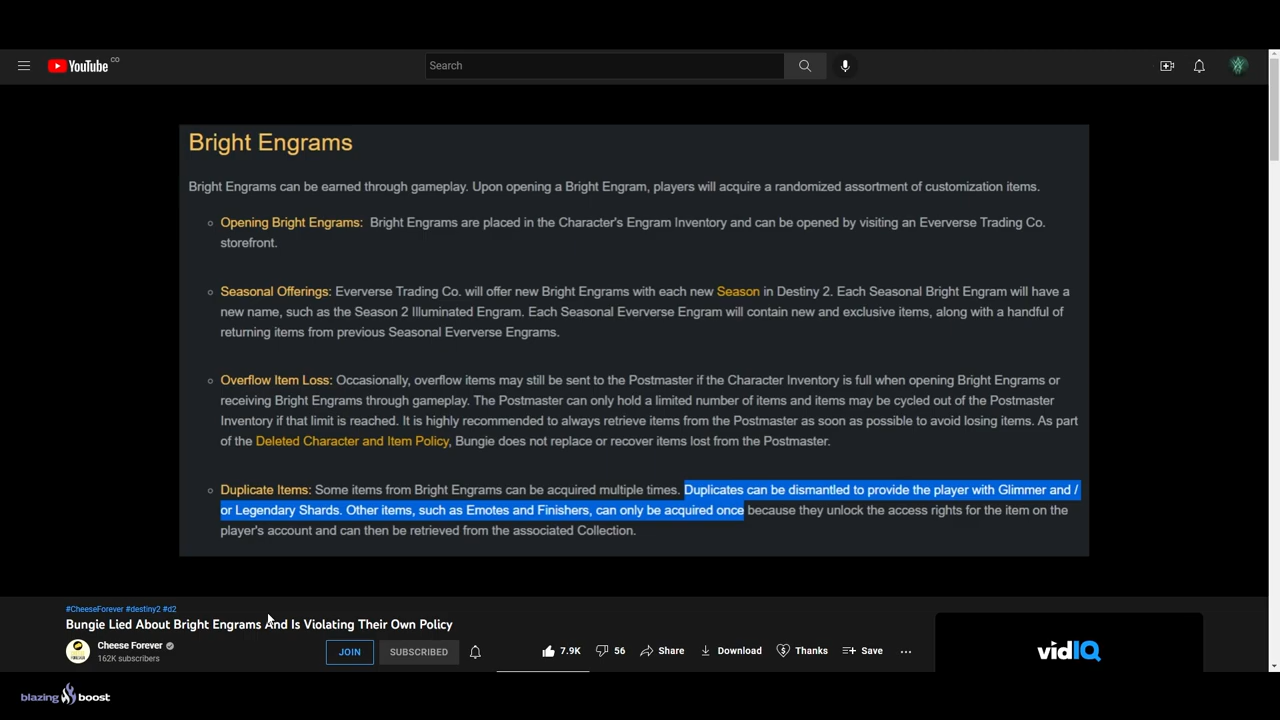 YouTube CO
Search
Bright Engrams
Bright Engrams can be earned through gameplay. Upon opening a Bright Engram, players will acquire a randomized assortment of customization items.
Opening Bright Engrams: Bright Engrams are placed in the Character's Engram Inventory and can be opened by visiting an Eververse Trading Co.
storefront.
Seasonal Offerings: Eververse Trading Co. will offer new Bright Engrams with each new Season in Destiny 2. Each Seasonal Bright Engram will have a
new name, such as the Season 2 Illuminated Engram. Each Seasonal Eververse Engram will contain new and exclusive items, along with a handful of
returning items from previous Seasonal Eververse Engrams.
Overflow Item Loss: Occasionally, overflow items may still be sent to the Postmaster if the Character Inventory is full when opening Bright Engrams or
receiving Bright Engrams through gameplay. The Postmaster can only hold a limited number of items and items may be cycled out of the Postmaster
Inventory if that limit is reached. It is highly recommended to always retrieve items from the Postmaster as soon as possible to avoid losing items. As part
of the Deleted Character and Item Policy, Bungie does not replace or recover items lost from the Postmaster.
Duplicate Items: Some items from Bright Engrams can be acquired multiple times. Duplicates can be dismantled to provide the player with Glimmer and /
or Legendary Shards. Other items, such as Emotes and Finishers, can only be acquired once because they unlock the access rights for the item on the
player's account and can then be retrieved from the associated Collection.
#CheeseForever #destiny2 #d2
Bungie Lied About Bright Engrams And Is Violating Their Own Policy
Cheese Forever
162K subscribers
JOIN
SUBSCRIBED
7.9K
56
Share
Download
Thanks
Save
vidIQ
blazing boost